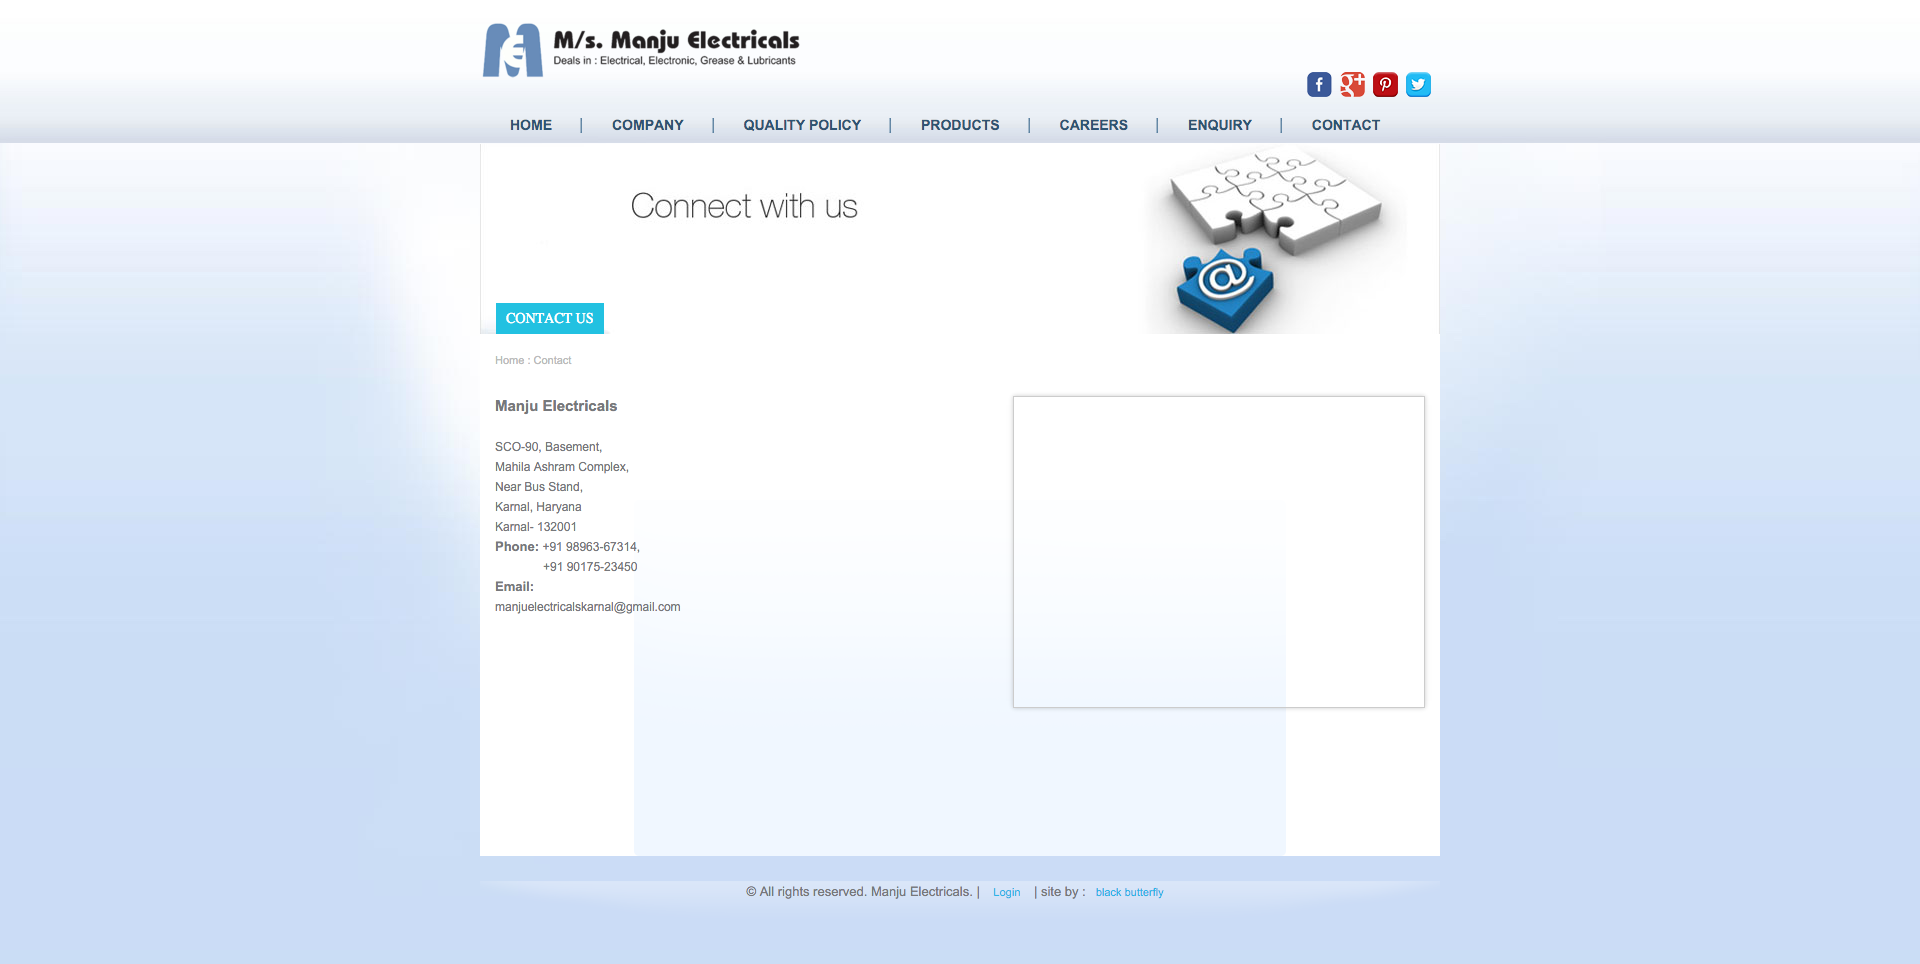 M/s. Manju Electricals
Deals in : Electrical, Electronic, Grease & Lubricants
HOME | COMPANY | QUALITY POLICY | PRODUCTS | CAREERS | ENQUIRY | CONTACT
Connect with us
@
CONTACT US
Home : Contact
Manju Electricals
SCO-90, Basement,
Mahila Ashram Complex,
Near Bus Stand,
Karnal, Haryana
Karnal- 132001
Phone: +91 98963-67314,
+91 90175-23450
Email:
manjuelectricalskarnal@gmail.com
© All rights reserved. Manju Electricals. | Login | site by : black butterfly